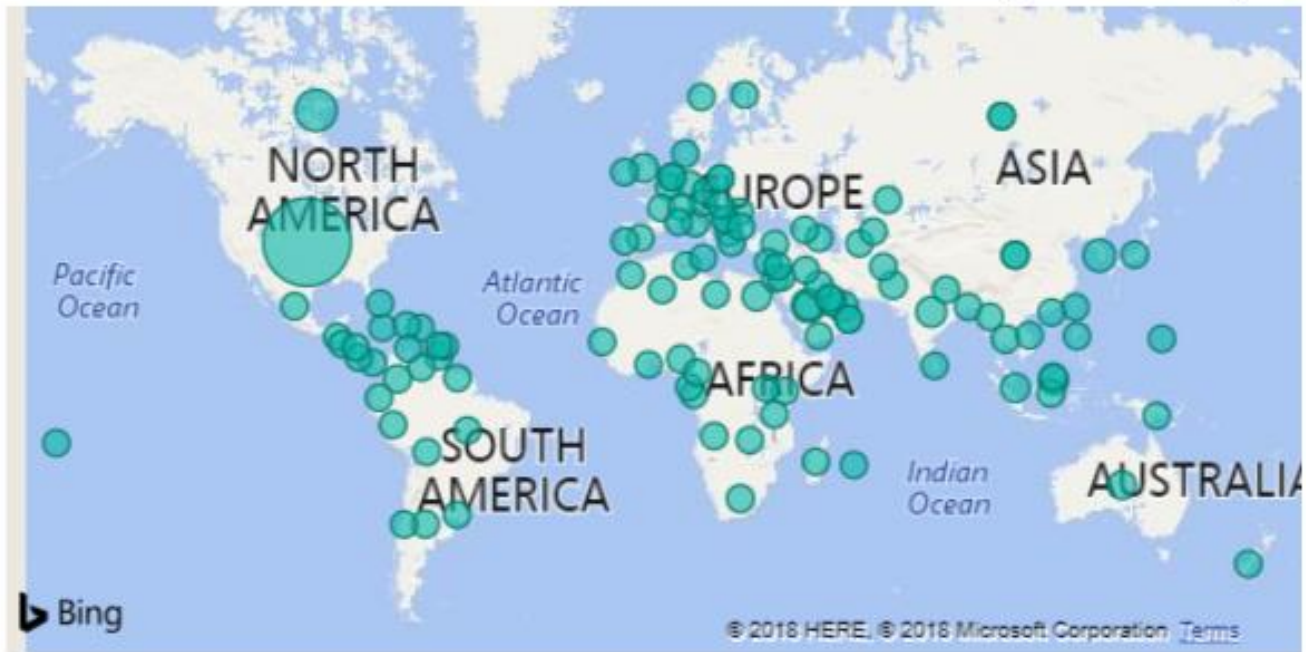 NORTH
AMERICA
ASIA
UROPE
Pacific
Ocean
Atlantic
Ocean
AFRICA
SOUTH
AMERICA
Indian
Ocean
AUSTRALIA
Bing
© 2018 HERE, © 2018 Microsoft Corporation Terms